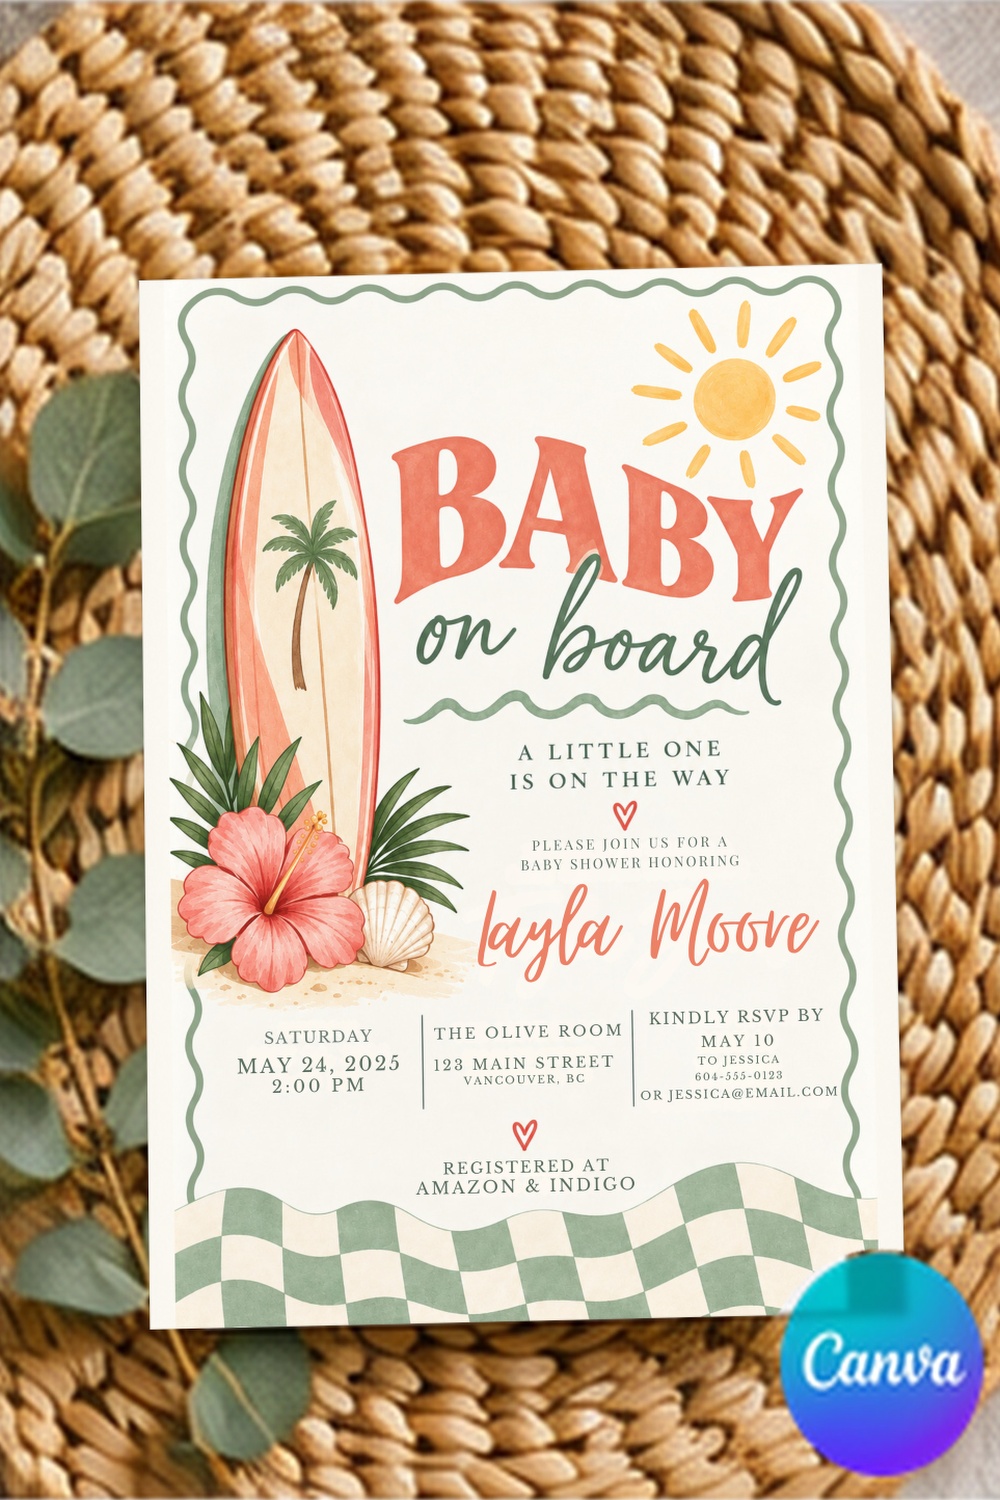 BABY
on board
A LITTLE ONE
IS ON THE WAY
PLEASE JOIN US FOR A
BABY SHOWER HONORING
Layla Moore
SATURDAY
MAY 24, 2025
2:00 PM
THE OLIVE ROOM
123 MAIN STREET
VANCOUVER, BC
KINDLY RSVP BY
MAY 10
TO JESSICA
604-555-0123
OR JESSICA@EMAIL.COM
REGISTERED AT
AMAZON & INDIGO
Canva